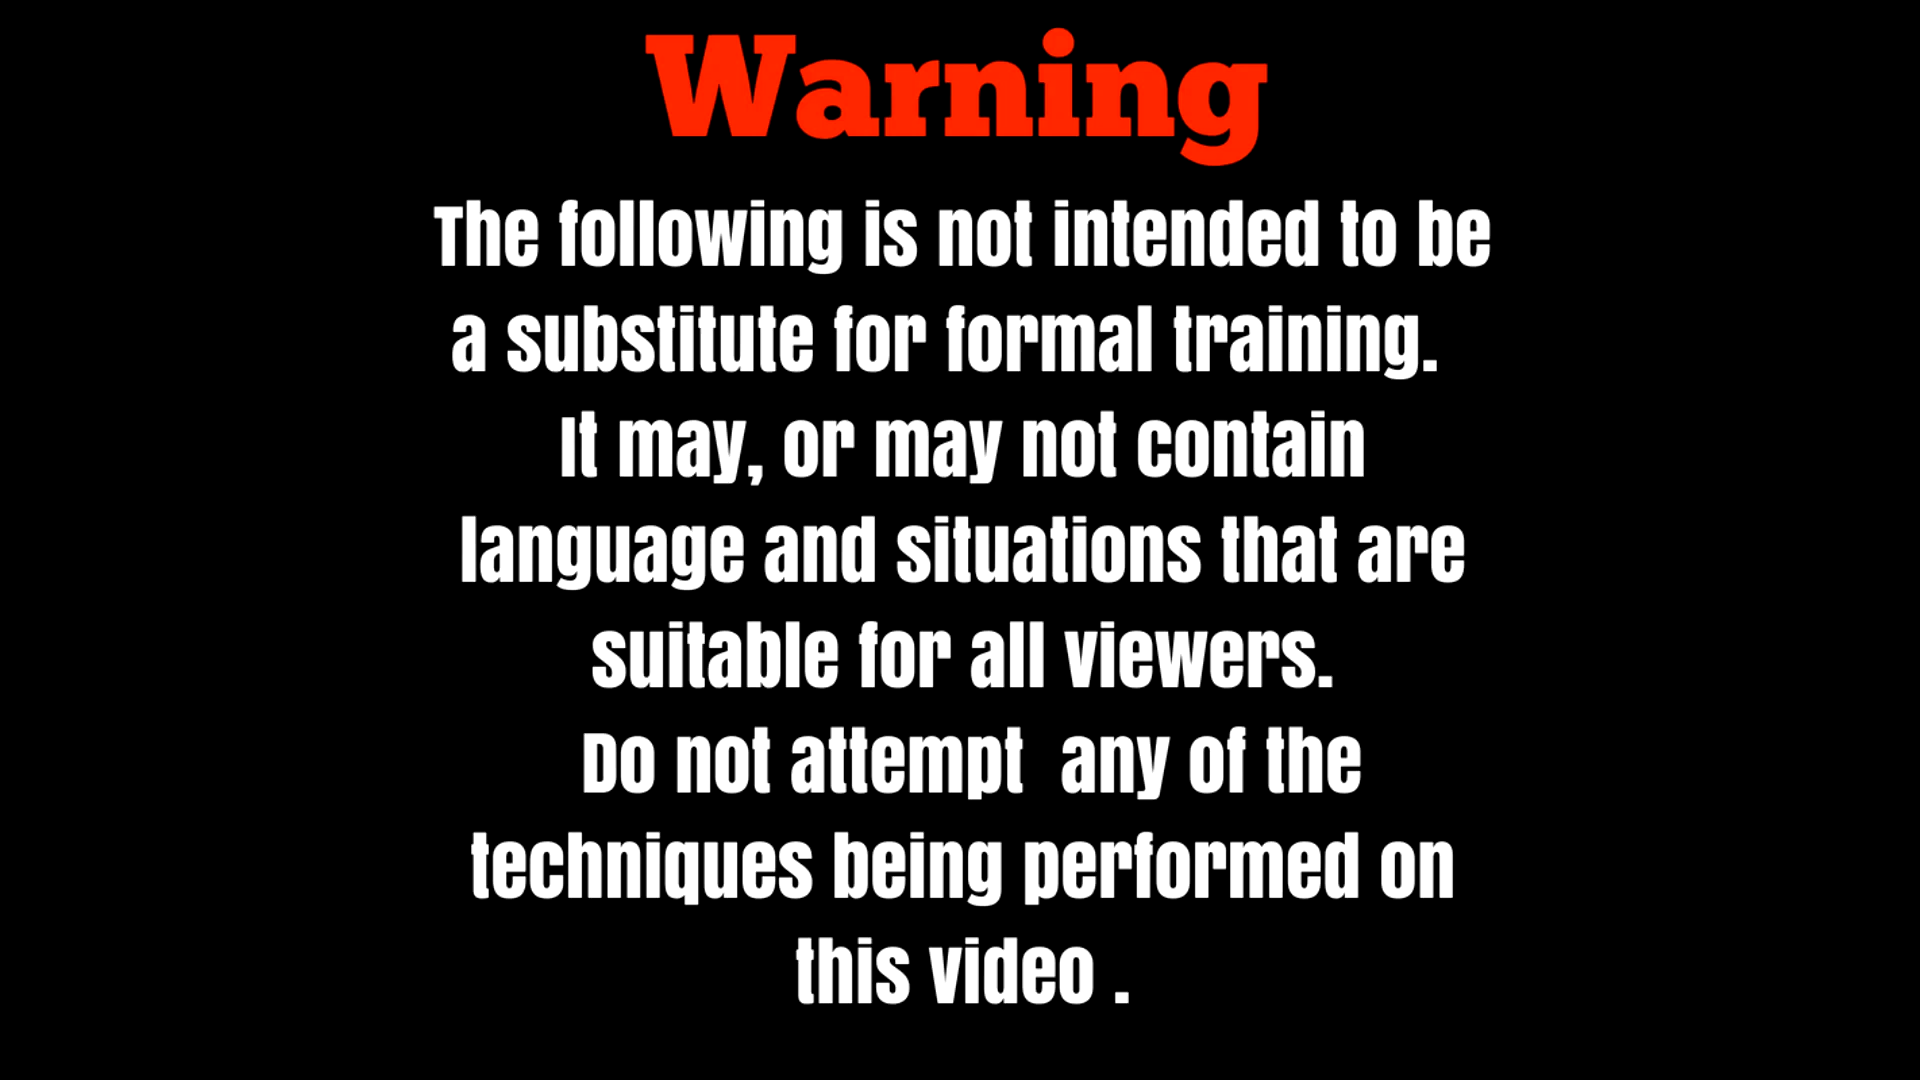 Warning
The following is not intended to be
a substitute for formal training.
It may, or may not contain
language and situations that are
suitable for all viewers.
Do not attempt  any of the
techniques being performed on
this video .